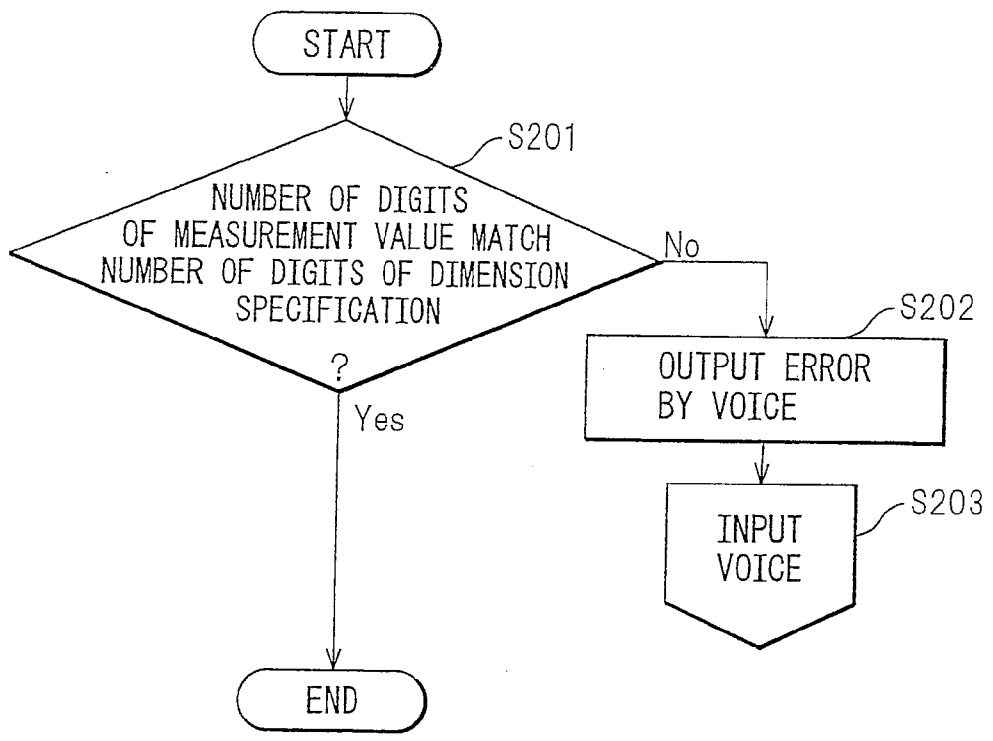 START
S201
NUMBER OF DIGITS
OF MEASUREMENT VALUE MATCH
NUMBER OF DIGITS OF DIMENSION
SPECIFICATION
?
No
Yes
S202
OUTPUT ERROR
BY VOICE
S203
INPUT
VOICE
END